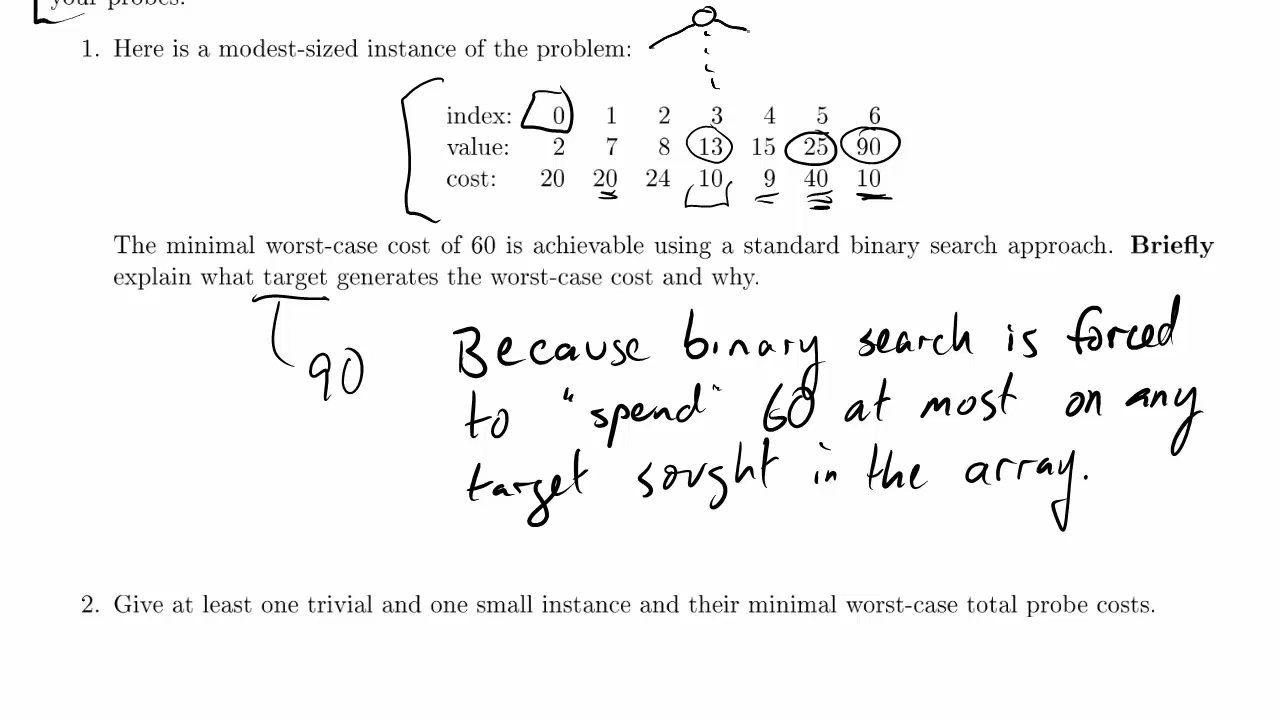 your probes.
1. Here is a modest-sized instance of the problem:
index: 0 1 2 3 4 5 6
value: 2 7 8 13 15 25 90
cost: 20 20 24 10 9 40 10
The minimal worst-case cost of 60 is achievable using a standard binary search approach. Briefly
explain what target generates the worst-case cost and why.
90
Because binary search is forced
to "spend" 60 at most on any
target sought in the array.
2. Give at least one trivial and one small instance and their minimal worst-case total probe costs.